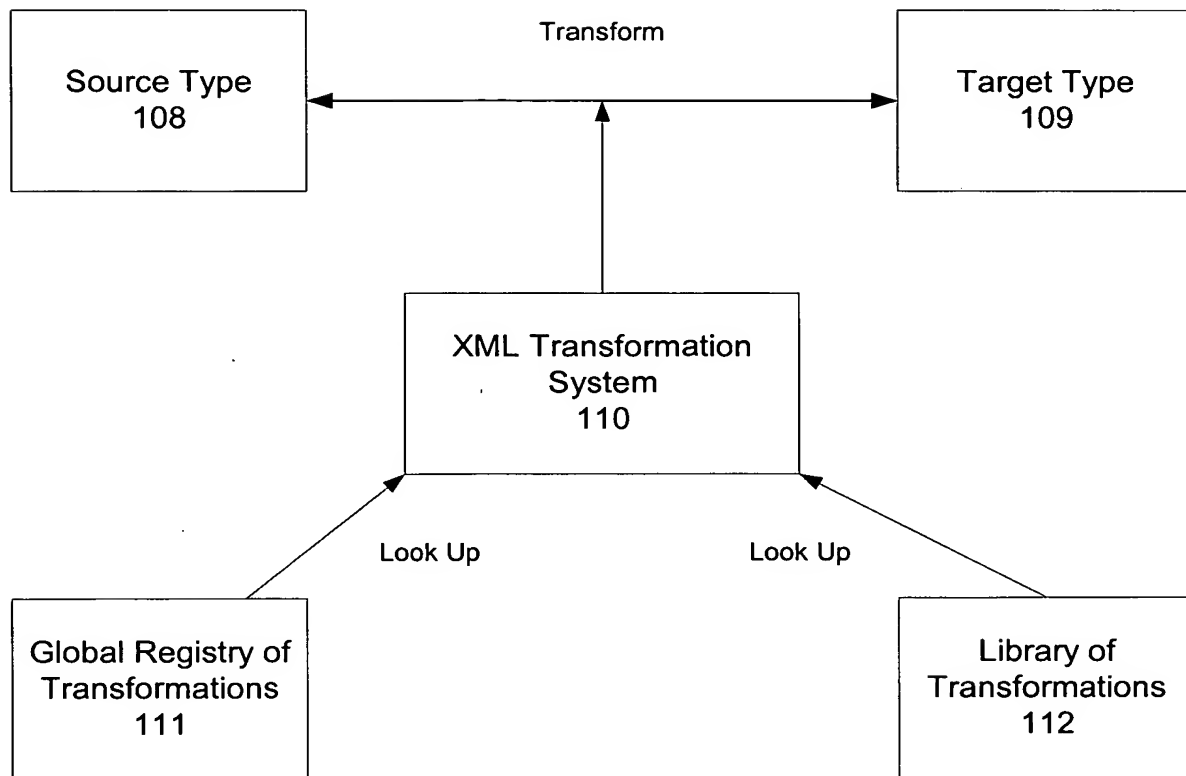 Transform
Source Type
108
Target Type
109
XML Transformation
System
110
Look Up
Look Up
Global Registry of
Transformations
111
Library of
Transformations
112